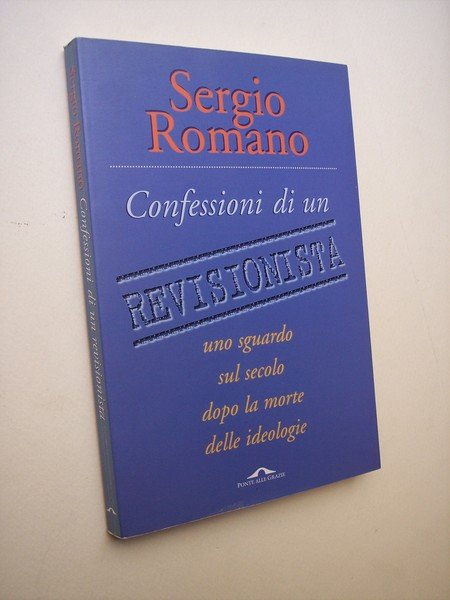 Sergio
Romano
Confessioni di un
REVISIONISTA
uno sguardo
sul secolo
dopo la morte
delle ideologie
PONTE ALLE GRAZIE
Sergio Romano Confessioni di un revisionista